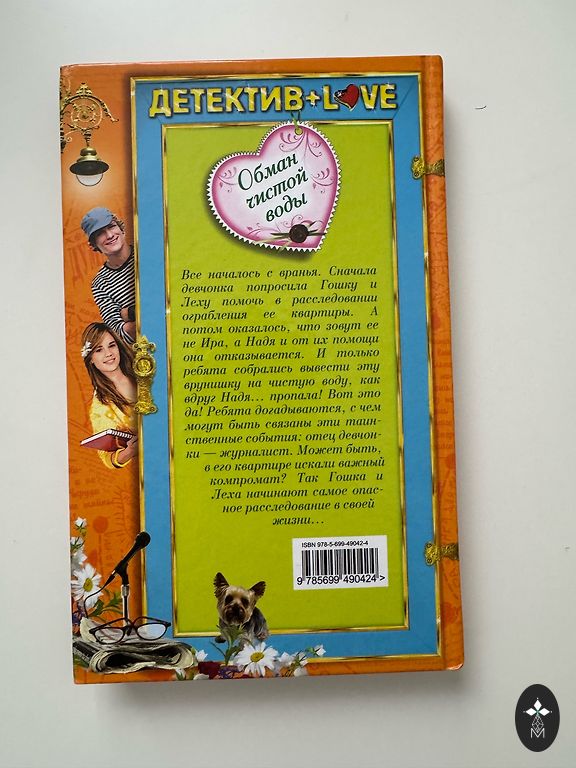 ДЕТЕКТИВ+LOVE
Обман
чистой
воды
Все началось с вранья. Сначала
девчонка попросила Гошку и
Леху помочь в расследовании
ограбления ее квартиры. А
потом оказалось, что зовут ее
не Ира, а Надя и от их помощи
она отказывается. И только
ребята собрались вывести эту
врунишку на чистую воду, как
вдруг Надя... пропала! Вот это
да! Ребята догадываются, с чем
могут быть связаны эти таин-
ственные события: отец девчон-
ки — журналист. Может быть,
в его квартире искали важный
компромат? Так Гошка и
Леха начинают самое опас-
ное расследование в своей
жизни...
ISBN 978-5-699-49042-4
9 785699 490424 >
M